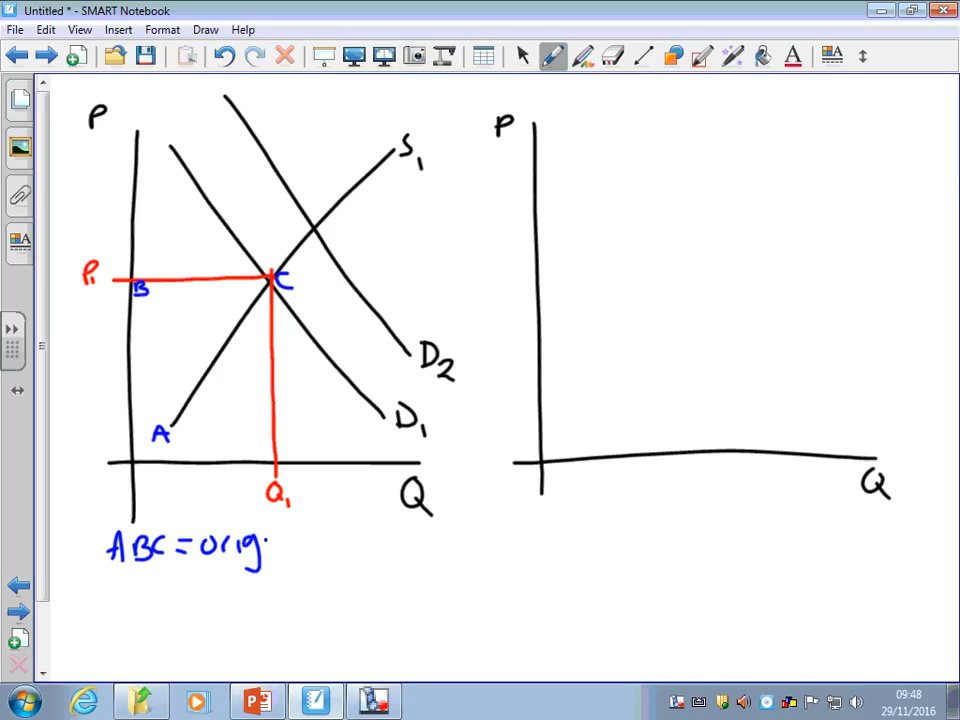 Untitled * - SMART Notebook
File Edit View Insert Format Draw Help
P
S1
P1
B
C
D2
A
D1
Q1
Q
ABC = orig.
P
Q
09:48
29/11/2016